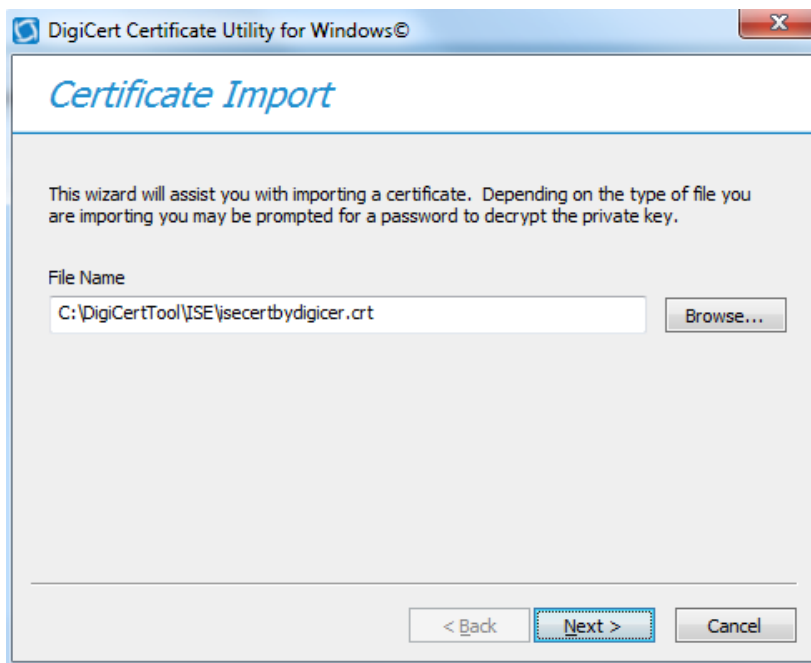 DigiCert Certificate Utility for Windows©
Certificate Import
This wizard will assist you with importing a certificate. Depending on the type of file you
are importing you may be prompted for a password to decrypt the private key.
File Name
C:\DigiCertTool\ISE\isecertbydigicer.crt
Browse...
< Back Next > Cancel